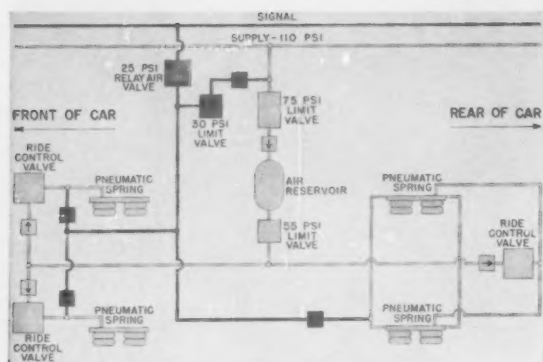 SIGNAL
SUPPLY-110 PSI
25 PSI
RELAY AIR
VALVE
30 PSI
LIMIT
VALVE
75 PSI
LIMIT
VALVE
FRONT OF CAR
REAR OF CAR
RIDE
CONTROL
VALVE
PNEUMATIC
SPRING
AIR
RESERVOIR
PNEUMATIC
SPRING
55 PSI
LIMIT
VALVE
RIDE
CONTROL
VALVE
PNEUMATIC
SPRING
PNEUMATIC
SPRING
RIDE
CONTROL
VALVE